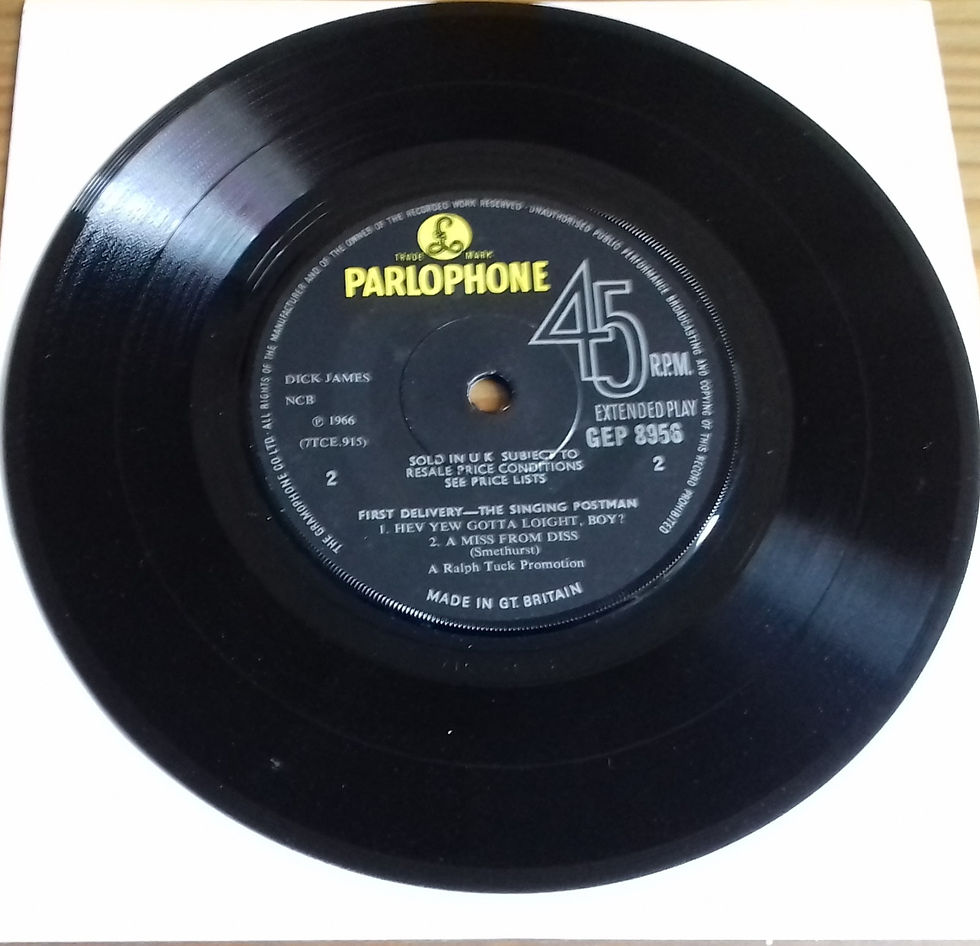 THE GRAMOPHONE CO. LTD. ALL RIGHTS OF THE MANUFACTURER AND OF THE OWNER OF THE RECORDED WORK RESERVED · UNAUTHORISED PUBLIC PERFORMANCE BROADCASTING AND COPYING OF THIS RECORD PROHIBITED
£
TRADE MARK
PARLOPHONE
45
R.P.M.
EXTENDED PLAY
GEP 8956
2
DICK JAMES
NCB
℗ 1966
(7TCE.915)
2
SOLD IN U K SUBJECT TO
RESALE PRICE CONDITIONS
SEE PRICE LISTS
FIRST DELIVERY—THE SINGING POSTMAN
1. HEV YEW GOTTA LOIGHT, BOY?
2. A MISS FROM DISS
(Smethurst)
A Ralph Tuck Promotion
MADE IN GT. BRITAIN